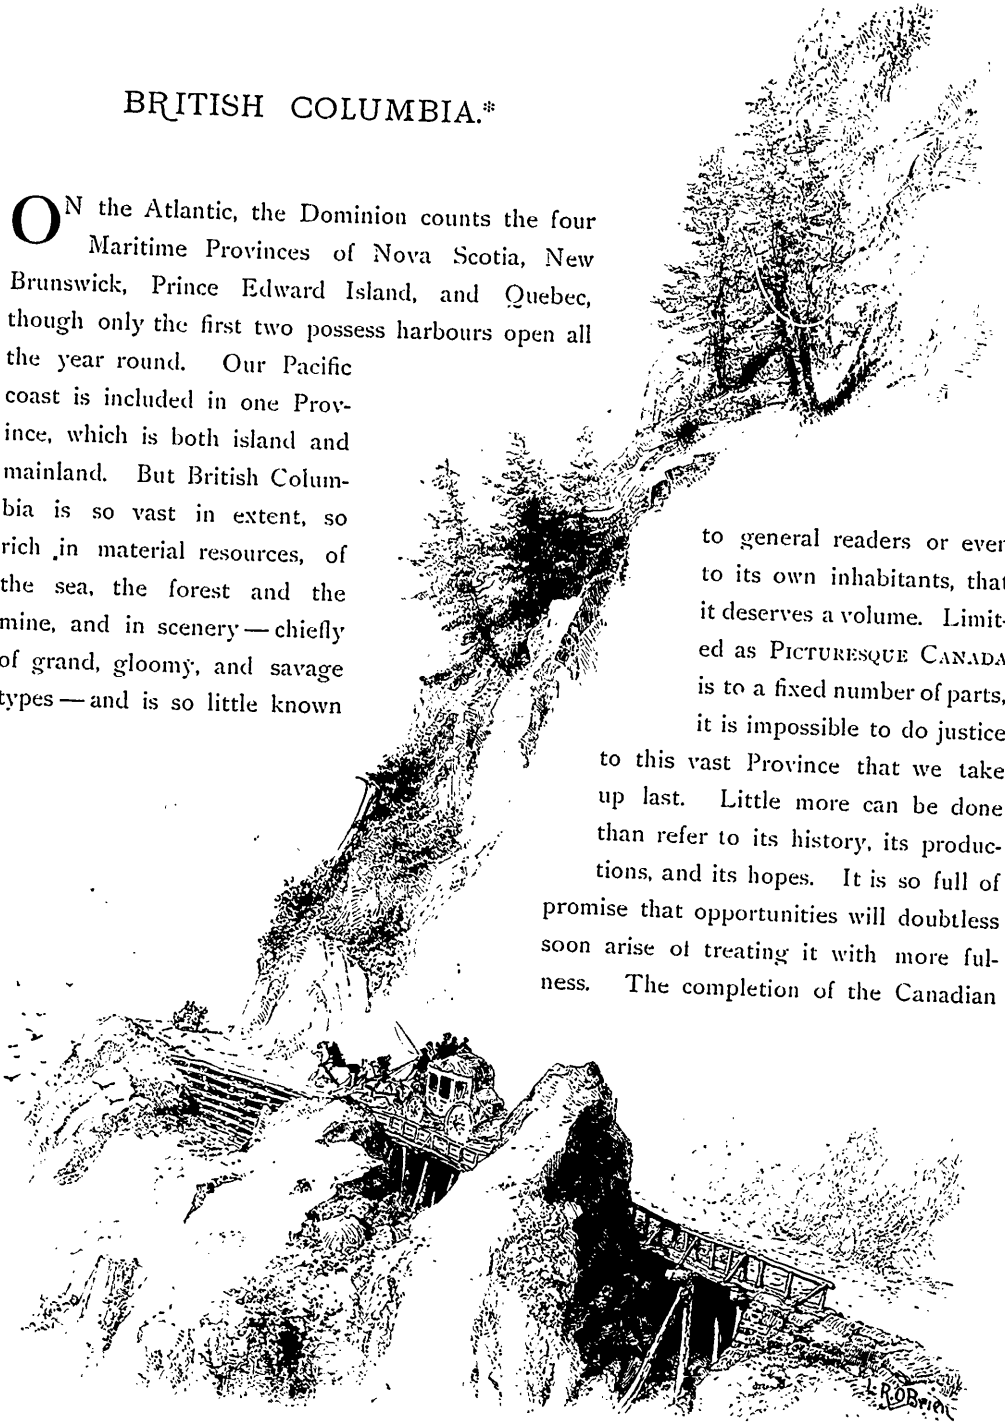 BRITISH COLUMBIA.*
ON the Atlantic, the Dominion counts the four
Maritime Provinces of Nova Scotia, New
Brunswick, Prince Edward Island, and Quebec,
though only the first two possess harbours open all
the year round. Our Pacific
coast is included in one Prov-
ince, which is both island and
mainland. But British Colum-
bia is so vast in extent, so
rich in material resources, of
the sea, the forest and the
mine, and in scenery — chiefly
of grand, gloomy, and savage
types — and is so little known
to general readers or ever
to its own inhabitants, that
it deserves a volume. Limit-
ed as PICTURESQUE CANADA
is to a fixed number of parts,
it is impossible to do justice
to this vast Province that we take
up last. Little more can be done
than refer to its history, its produc-
tions, and its hopes. It is so full of
promise that opportunities will doubtless
soon arise of treating it with more ful-
ness. The completion of the Canadian
L.R.O'Brien